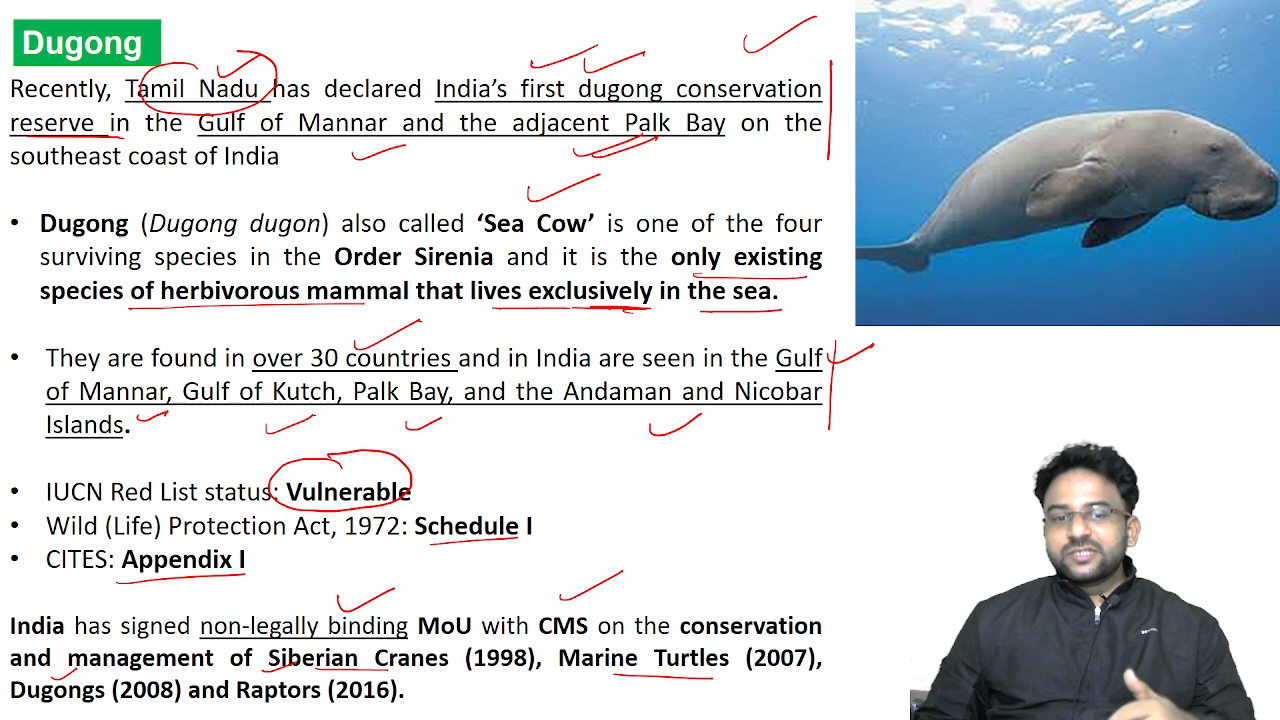 Dugong
Recently, Tamil Nadu has declared India's first dugong conservation
reserve in the Gulf of Mannar and the adjacent Palk Bay on the
southeast coast of India
• Dugong (Dugong dugon) also called 'Sea Cow' is one of the four
surviving species in the Order Sirenia and it is the only existing
species of herbivorous mammal that lives exclusively in the sea.
• They are found in over 30 countries and in India are seen in the Gulf
of Mannar, Gulf of Kutch, Palk Bay, and the Andaman and Nicobar
Islands.
• IUCN Red List status: Vulnerable
• Wild (Life) Protection Act, 1972: Schedule I
• CITES: Appendix I
India has signed non-legally binding MoU with CMS on the conservation
and management of Siberian Cranes (1998), Marine Turtles (2007),
Dugongs (2008) and Raptors (2016).